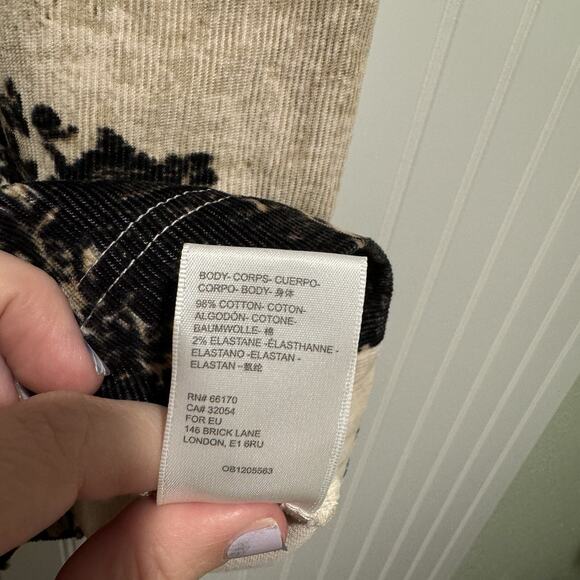 BODY- CORPS- CUERPO-
CORPO- BODY- 身体
98% COTTON- COTON-
ALGODÓN- COTONE-
BAUMWOLLE- 棉
2% ELASTANE -ÉLASTHANNE -
ELASTANO -ELASTAN -
ELASTAN -氨纶
RN# 66170
CA# 32054
FOR EU
146 BRICK LANE
LONDON, E1 6RU
OB1205563